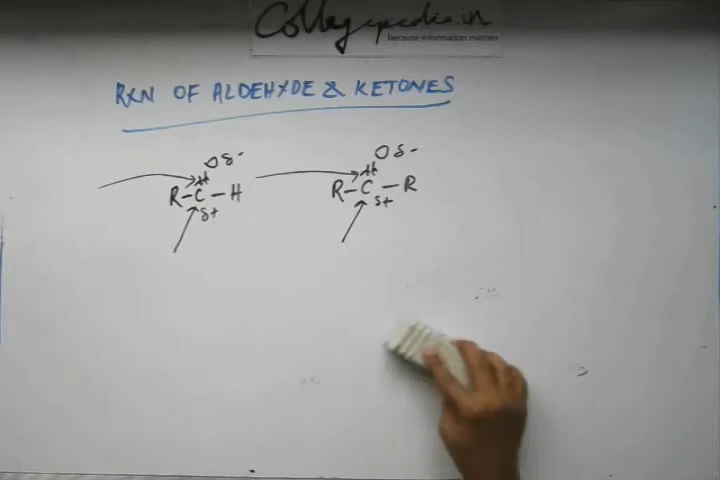 Collegepedia.in
because information matters
RXN OF ALDEHYDE & KETONES
O δ- O δ-
R-C-H R-C-R
δ+ δ+